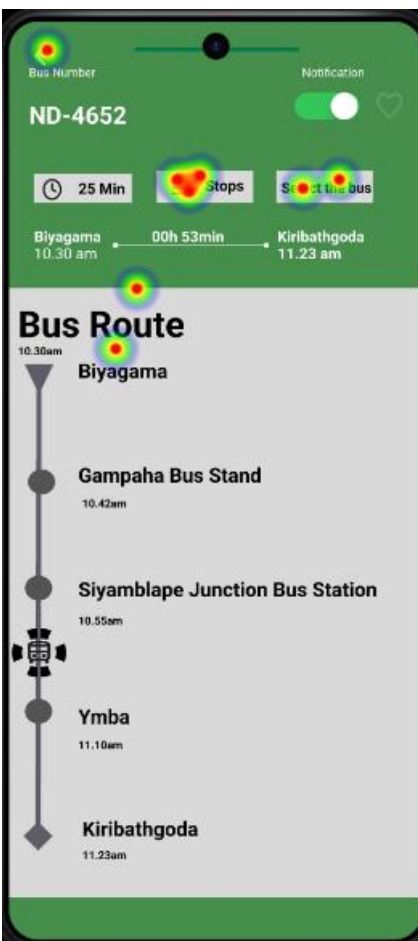 Bus Number
Notification
ND-4652
25 Min
Stops
Select the bus
Biyagama
00h 53min
Kiribathgoda
10.30 am
11.23 am
Bus Route
10.30am
Biyagama
Gampaha Bus Stand
10.42am
Siyamblape Junction Bus Station
10.55am
Ymba
11.10am
Kiribathgoda
11.23am